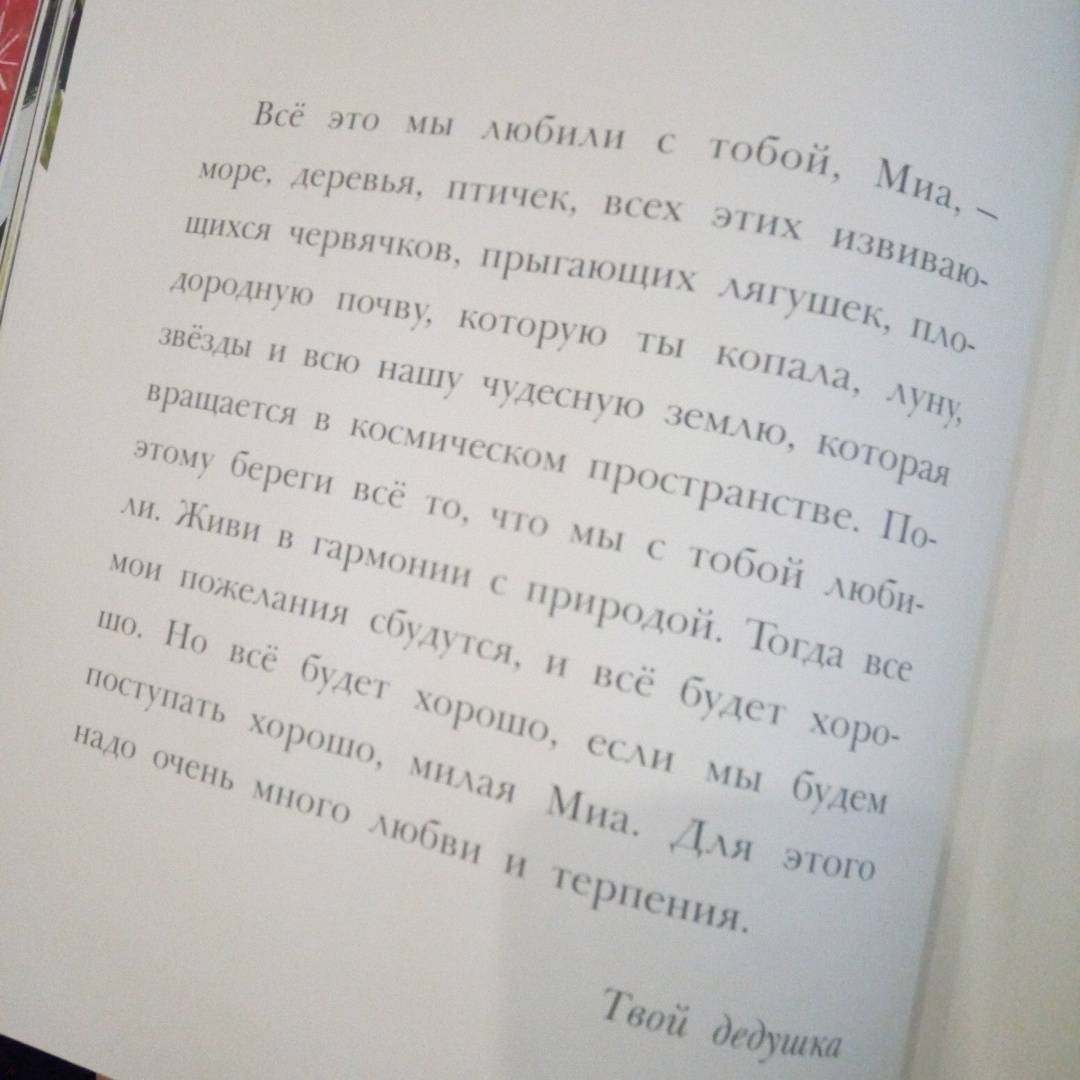 Всё это мы любили с тобой, Миа, –
море, деревья, птичек, всех этих извиваю-
щихся червячков, прыгающих лягушек, пло-
дородную почву, которую ты копала, луну,
звёзды и всю нашу чудесную землю, которая
вращается в космическом пространстве. По-
этому береги всё то, что мы с тобой люби-
ли. Живи в гармонии с природой. Тогда все
мои пожелания сбудутся, и всё будет хоро-
шо. Но всё будет хорошо, если мы будем
поступать хорошо, милая Миа. Для этого
надо очень много любви и терпения.
Твой дедушка